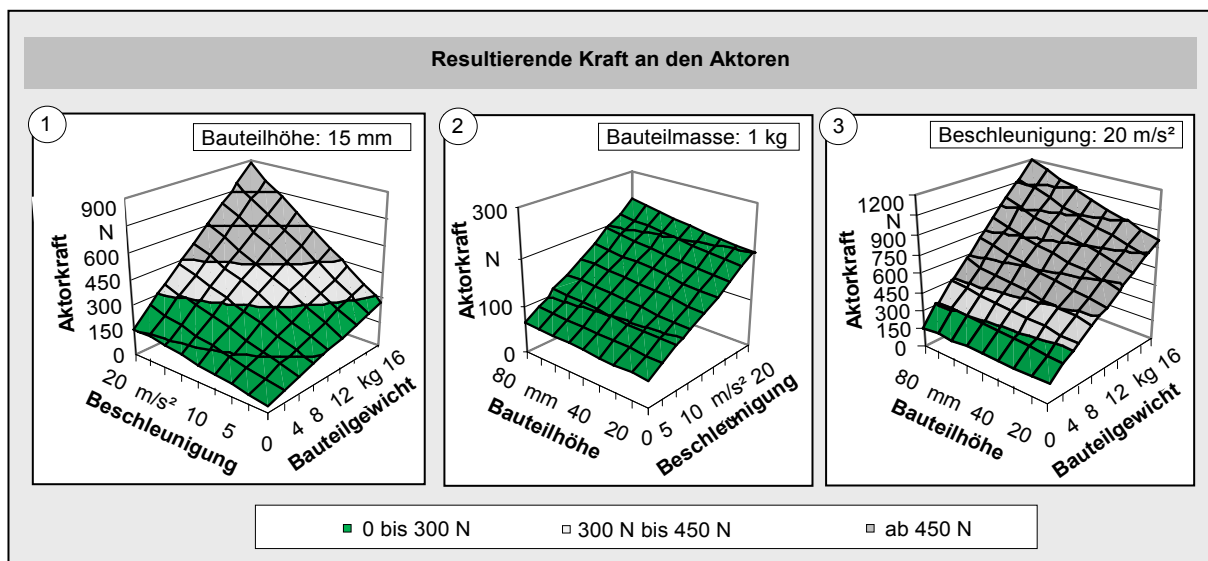 Resultierende Kraft an den Aktoren
1
Bauteilhöhe: 15 mm
Aktorkraft
900
N
600
450
300
150
0
20 m/s² 10 5 0
Beschleunigung
4 8 12 kg 16
Bauteilgewicht
2
Bauteilmasse: 1 kg
Aktorkraft
300
N
100
0
80 mm 40 20 0
Bauteilhöhe
5 10 m/s² 20
Beschleunigung
3
Beschleunigung: 20 m/s²
Aktorkraft
1200
N
900
750
600
450
300
150
0
80 mm 40 20 0
Bauteilhöhe
4 8 12 kg 16
Bauteilgewicht
0 bis 300 N 300 N bis 450 N ab 450 N